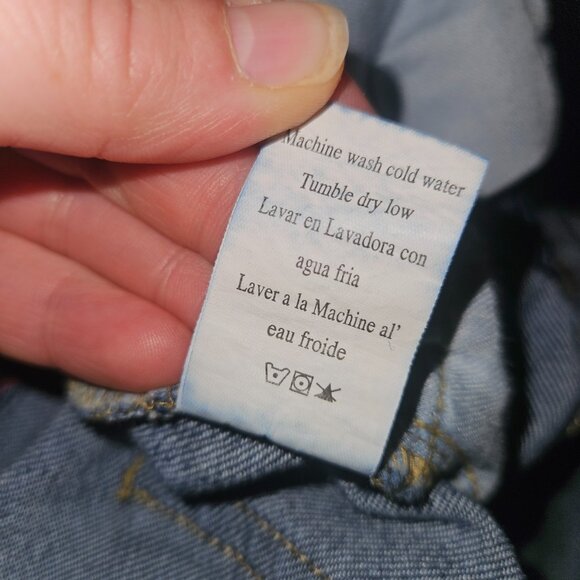 Machine wash cold water
Tumble dry low
Lavar en Lavadora con
agua fria
Laver a la Machine al'
eau froide